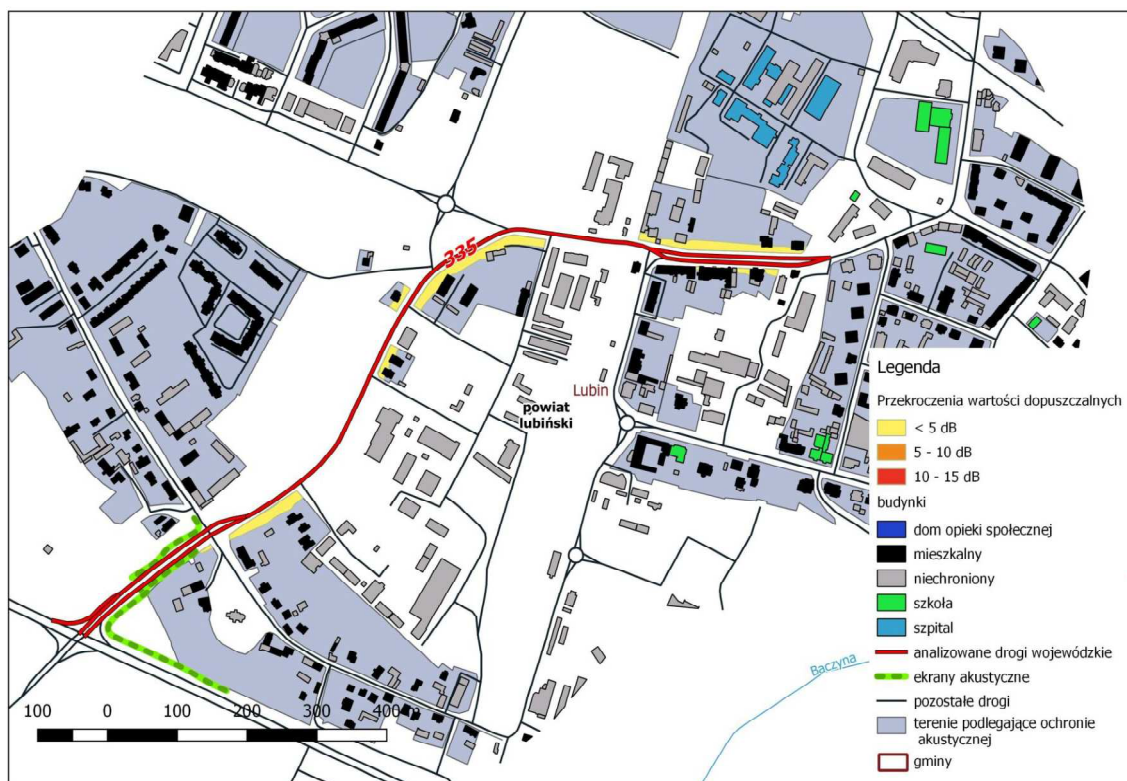 335
Lubin
powiat
lubiński
Baczyna
100 0 100 200 300 400 m
Legenda
Przekroczenia wartości dopuszczalnych
< 5 dB
5 - 10 dB
10 - 15 dB
budynki
dom opieki społecznej
mieszkalny
niechroniony
szkoła
szpital
analizowane drogi wojewódzkie
ekrany akustyczne
pozostałe drogi
terenie podlegające ochronie
akustycznej
gminy